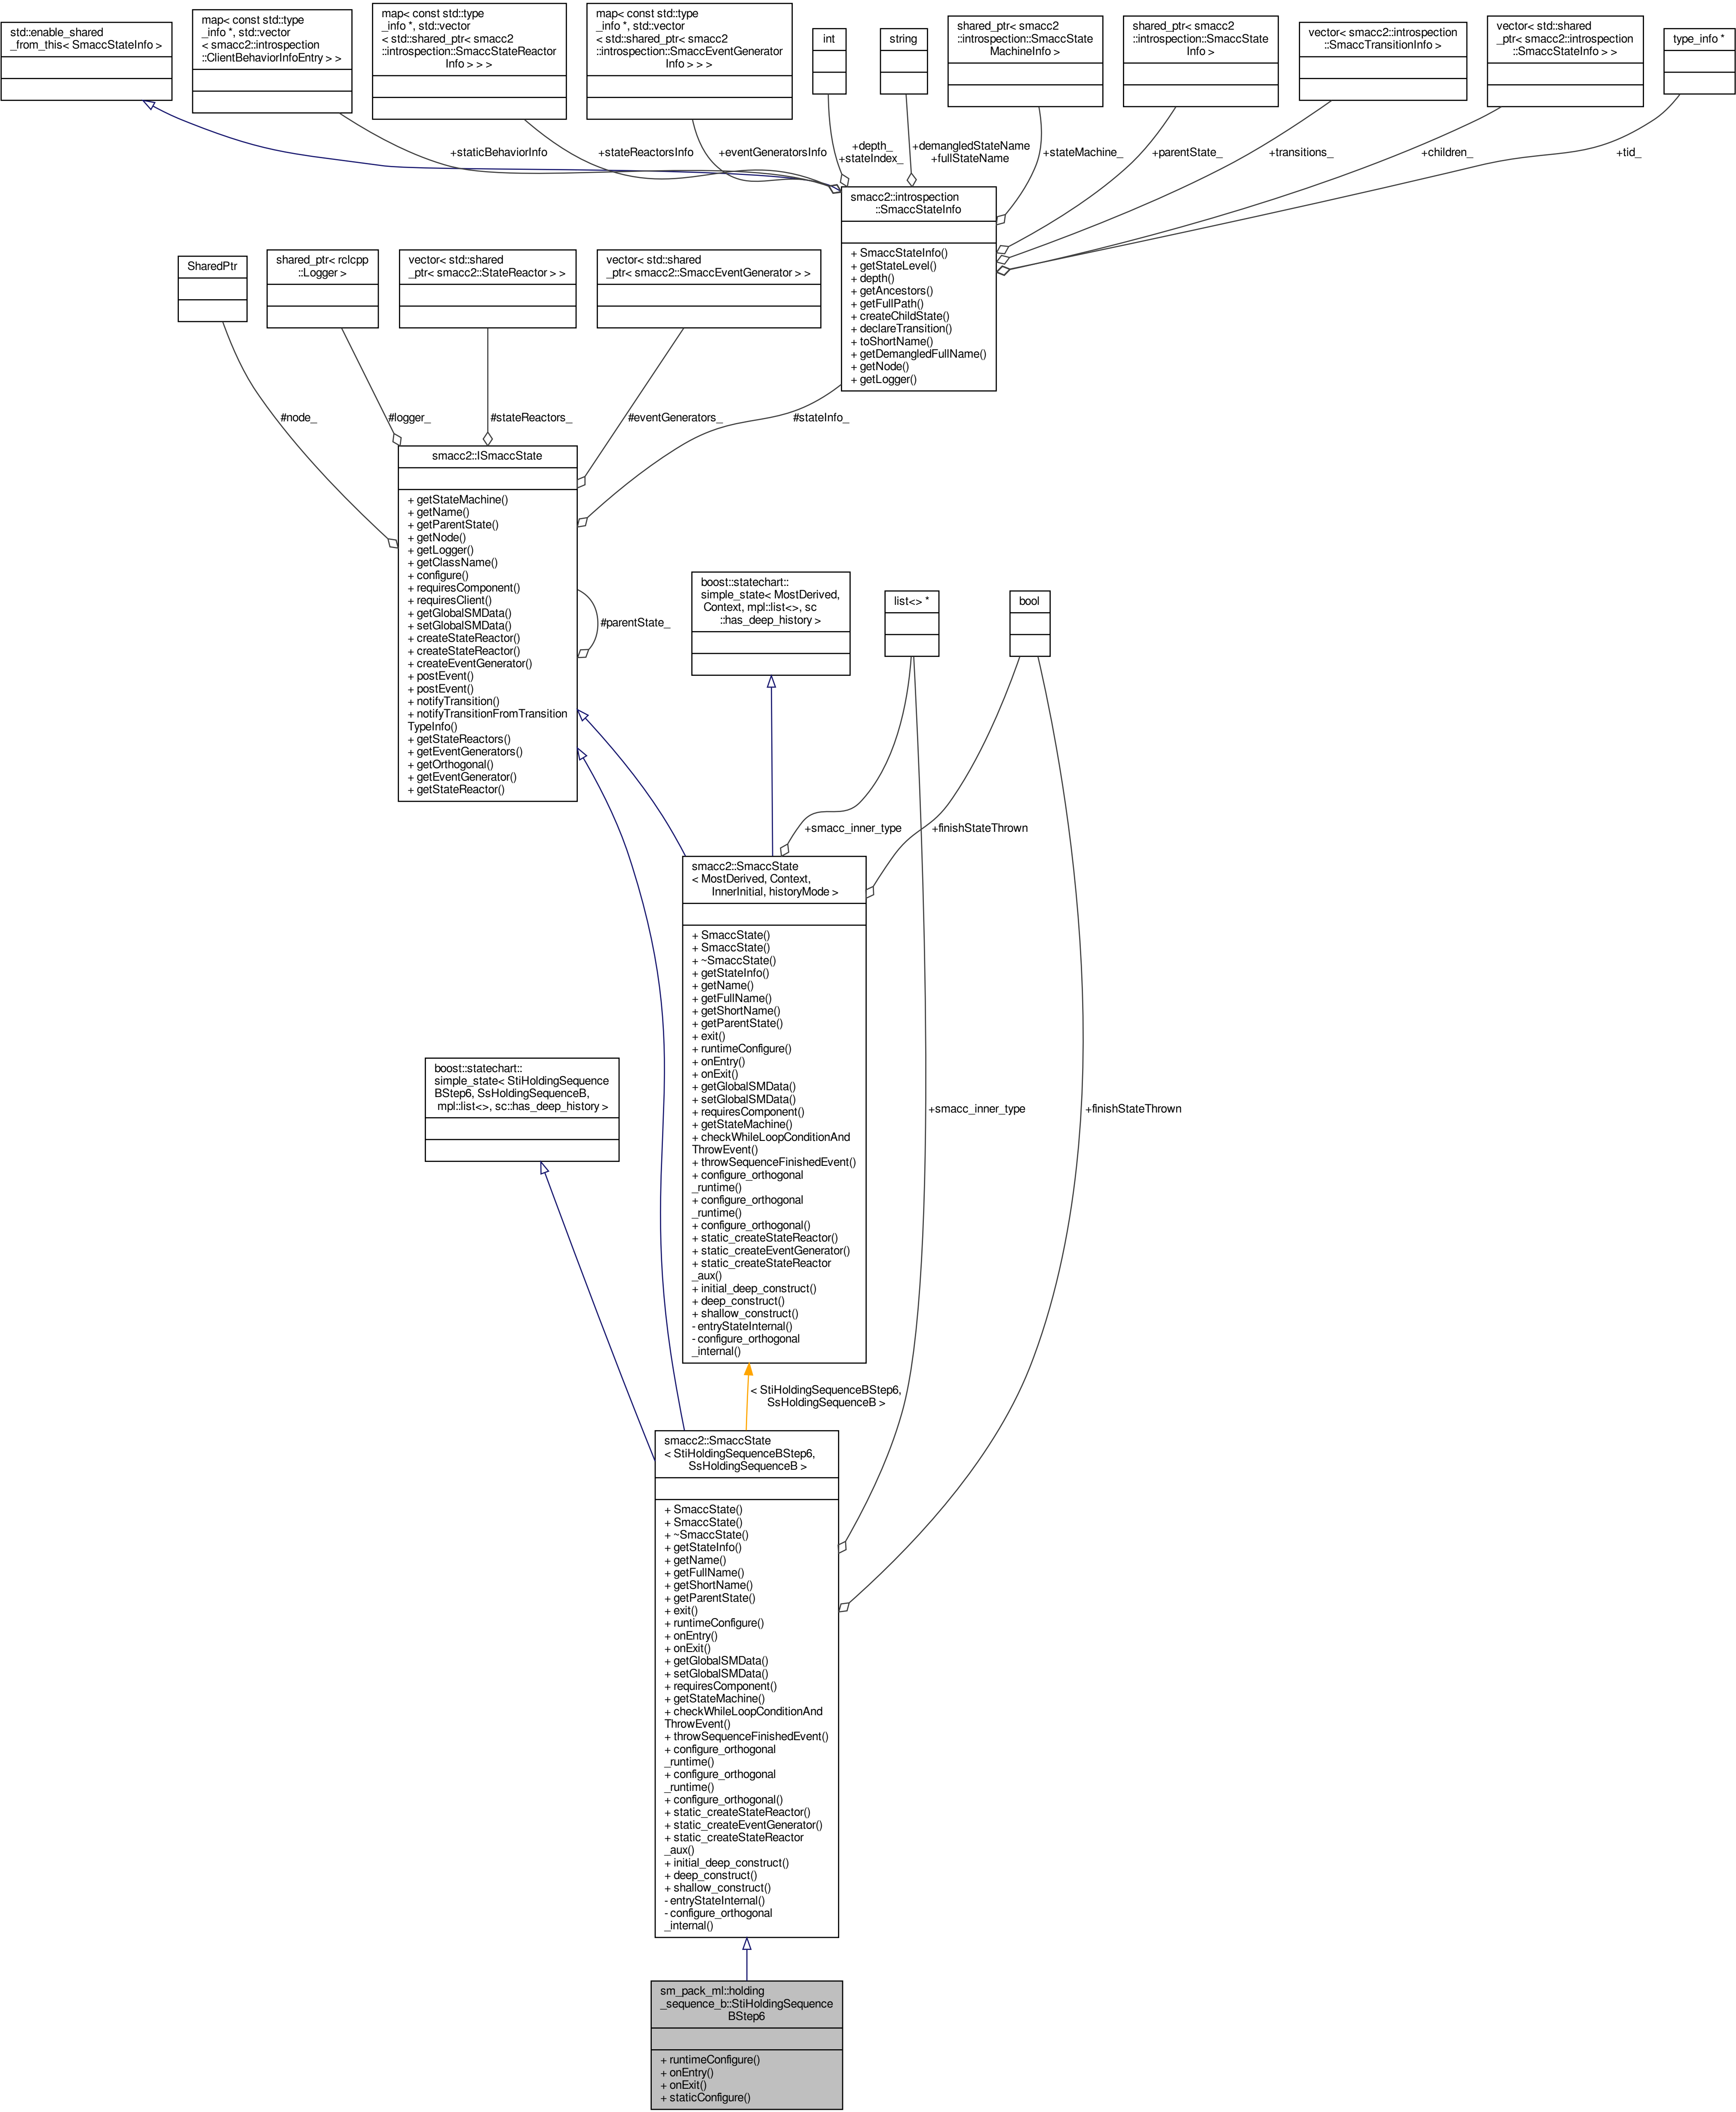 std::enable_shared
_from_this< SmaccStateInfo >
map< const std::type
_info *, std::vector
< smacc2::introspection
::ClientBehaviorInfoEntry > >
map< const std::type
_info *, std::vector
< std::shared_ptr< smacc2
::introspection::SmaccStateReactor
Info > > >
map< const std::type
_info *, std::vector
< std::shared_ptr< smacc2
::introspection::SmaccEventGenerator
Info > > >
int
string
shared_ptr< smacc2
::introspection::SmaccState
MachineInfo >
shared_ptr< smacc2
::introspection::SmaccState
Info >
vector< smacc2::introspection
::SmaccTransitionInfo >
vector< std::shared
_ptr< smacc2::introspection
::SmaccStateInfo > >
type_info *
+staticBehaviorInfo
+stateReactorsInfo
+eventGeneratorsInfo
+depth_
+stateIndex_
+demangledStateName
+fullStateName
+stateMachine_
+parentState_
+transitions_
+children_
+tid_
smacc2::introspection
::SmaccStateInfo
+ SmaccStateInfo()
+ getStateLevel()
+ depth()
+ getAncestors()
+ getFullPath()
+ createChildState()
+ declareTransition()
+ toShortName()
+ getDemangledFullName()
+ getNode()
+ getLogger()
SharedPtr
shared_ptr< rclcpp
::Logger >
vector< std::shared
_ptr< smacc2::StateReactor > >
vector< std::shared
_ptr< smacc2::SmaccEventGenerator > >
#node_
#logger_
#stateReactors_
#eventGenerators_
#stateInfo_
smacc2::ISmaccState
+ getStateMachine()
+ getName()
+ getParentState()
+ getNode()
+ getLogger()
+ getClassName()
+ configure()
+ requiresComponent()
+ requiresClient()
+ getGlobalSMData()
+ setGlobalSMData()
+ createStateReactor()
+ createStateReactor()
+ createEventGenerator()
+ postEvent()
+ postEvent()
+ notifyTransition()
+ notifyTransitionFromTransition
TypeInfo()
+ getStateReactors()
+ getEventGenerators()
+ getOrthogonal()
+ getEventGenerator()
+ getStateReactor()
#parentState_
boost::statechart::
simple_state< MostDerived,
Context, mpl::list<>, sc
::has_deep_history >
list<> *
bool
+smacc_inner_type
+finishStateThrown
smacc2::SmaccState
< MostDerived, Context,
InnerInitial, historyMode >
+ SmaccState()
+ SmaccState()
+ ~SmaccState()
+ getStateInfo()
+ getName()
+ getFullName()
+ getShortName()
+ getParentState()
+ exit()
+ runtimeConfigure()
+ onEntry()
+ onExit()
+ getGlobalSMData()
+ setGlobalSMData()
+ requiresComponent()
+ getStateMachine()
+ checkWhileLoopConditionAnd
ThrowEvent()
+ throwSequenceFinishedEvent()
+ configure_orthogonal
_runtime()
+ configure_orthogonal
_runtime()
+ configure_orthogonal()
+ static_createStateReactor()
+ static_createEventGenerator()
+ static_createStateReactor
_aux()
+ initial_deep_construct()
+ deep_construct()
+ shallow_construct()
- entryStateInternal()
- configure_orthogonal
_internal()
boost::statechart::
simple_state< StiHoldingSequence
BStep6, SsHoldingSequenceB,
mpl::list<>, sc::has_deep_history >
+smacc_inner_type
+finishStateThrown
< StiHoldingSequenceBStep6,
SsHoldingSequenceB >
smacc2::SmaccState
< StiHoldingSequenceBStep6,
SsHoldingSequenceB >
+ SmaccState()
+ SmaccState()
+ ~SmaccState()
+ getStateInfo()
+ getName()
+ getFullName()
+ getShortName()
+ getParentState()
+ exit()
+ runtimeConfigure()
+ onEntry()
+ onExit()
+ getGlobalSMData()
+ setGlobalSMData()
+ requiresComponent()
+ getStateMachine()
+ checkWhileLoopConditionAnd
ThrowEvent()
+ throwSequenceFinishedEvent()
+ configure_orthogonal
_runtime()
+ configure_orthogonal
_runtime()
+ configure_orthogonal()
+ static_createStateReactor()
+ static_createEventGenerator()
+ static_createStateReactor
_aux()
+ initial_deep_construct()
+ deep_construct()
+ shallow_construct()
- entryStateInternal()
- configure_orthogonal
_internal()
sm_pack_ml::holding
_sequence_b::StiHoldingSequence
BStep6
+ runtimeConfigure()
+ onEntry()
+ onExit()
+ staticConfigure()